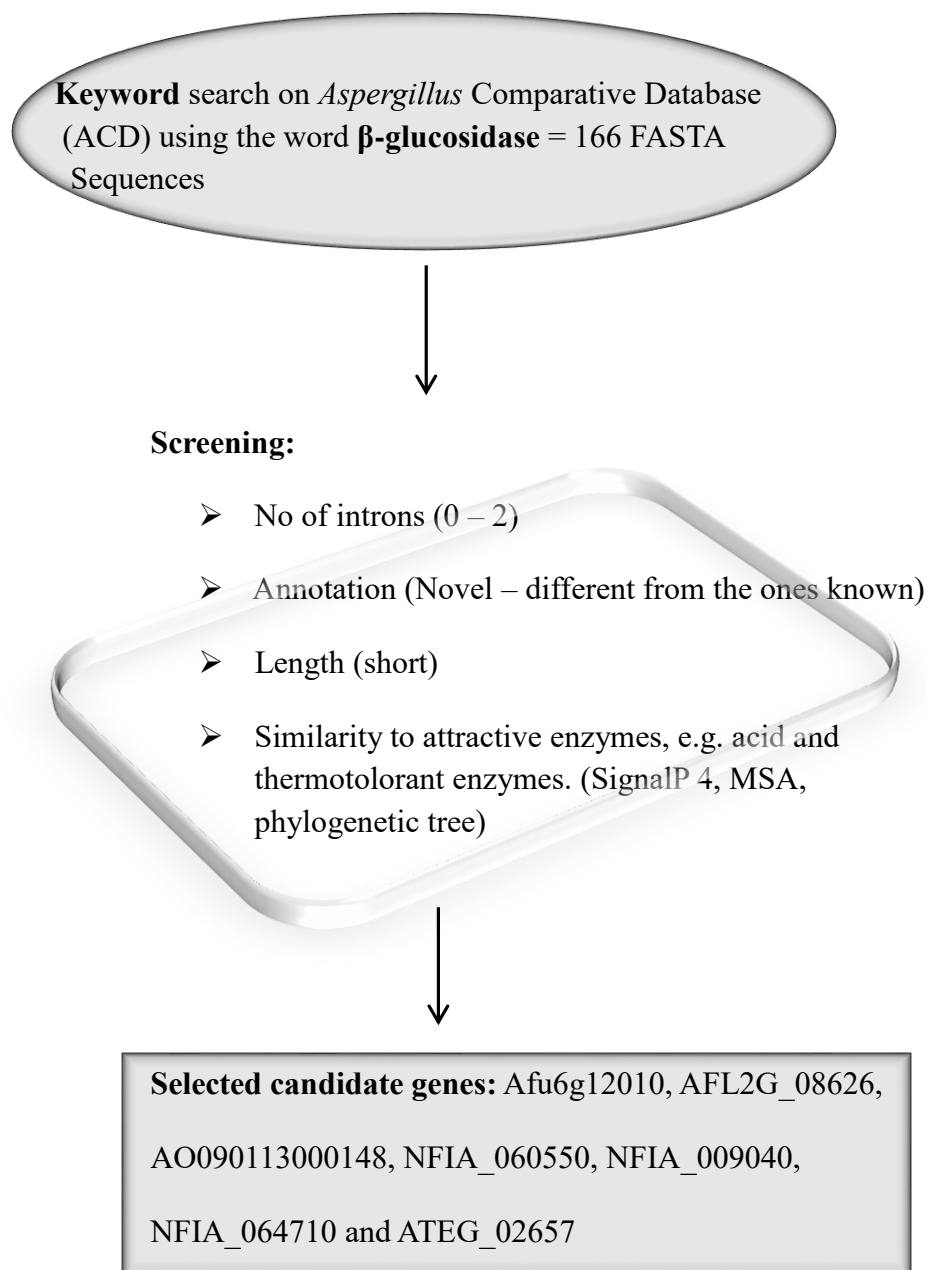 Keyword search on Aspergillus Comparative Database
(ACD) using the word β-glucosidase = 166 FASTA
Sequences
Screening:
➢ No of introns (0 – 2)
➢ Annotation (Novel – different from the ones known)
➢ Length (short)
➢ Similarity to attractive enzymes, e.g. acid and
thermotolorant enzymes. (SignalP 4, MSA,
phylogenetic tree)
Selected candidate genes: Afu6g12010, AFL2G_08626,
AO090113000148, NFIA_060550, NFIA_009040,
NFIA_064710 and ATEG_02657